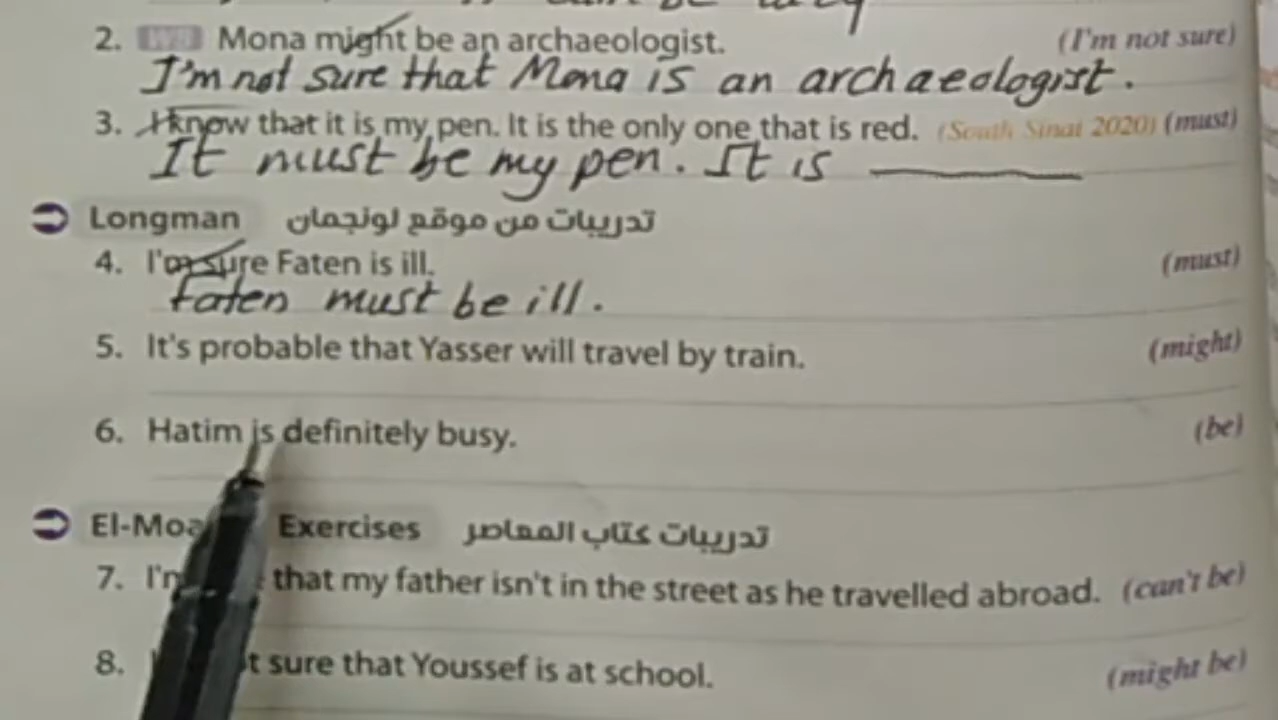 2. Mona might be an archaeologist. (I'm not sure)
I'm not sure that Mona is an archaeologist.
3. I know that it is my pen. It is the only one that is red. (South Sinai 2020) (must)
It must be my pen. It is
Longman تدريبات من موقع لونجمان
4. I'm sure Faten is ill. (must)
Faten must be ill.
5. It's probable that Yasser will travel by train. (might)
6. Hatim is definitely busy. (be)
El-Moa Exercises تدريبات كتاب المعاصر
7. that my father isn't in the street as he travelled abroad. (can't be)
8. sure that Youssef is at school. (might be)